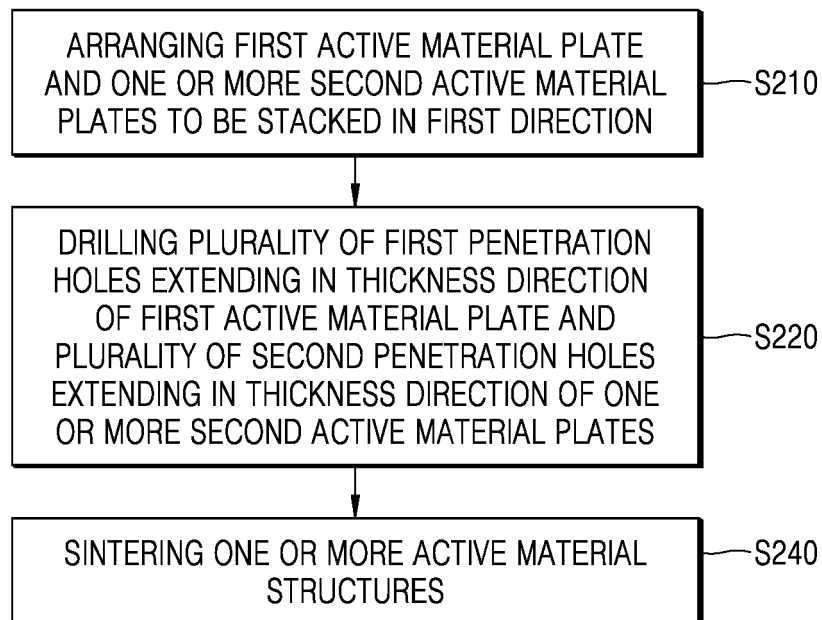 ARRANGING FIRST ACTIVE MATERIAL PLATE
AND ONE OR MORE SECOND ACTIVE MATERIAL
PLATES TO BE STACKED IN FIRST DIRECTION
S210
DRILLING PLURALITY OF FIRST PENETRATION
HOLES EXTENDING IN THICKNESS DIRECTION
OF FIRST ACTIVE MATERIAL PLATE AND
PLURALITY OF SECOND PENETRATION HOLES
EXTENDING IN THICKNESS DIRECTION OF ONE
OR MORE SECOND ACTIVE MATERIAL PLATES
S220
SINTERING ONE OR MORE ACTIVE MATERIAL
STRUCTURES
S240